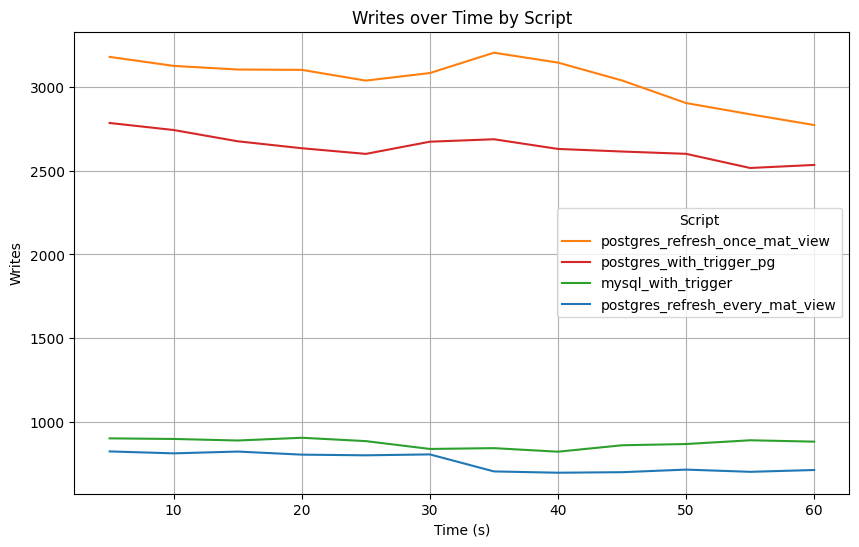 Writes over Time by Script
Writes
3000
2500
2000
1500
1000
Script
postgres_refresh_once_mat_view
postgres_with_trigger_pg
mysql_with_trigger
postgres_refresh_every_mat_view
10
20
30
40
50
60
Time (s)